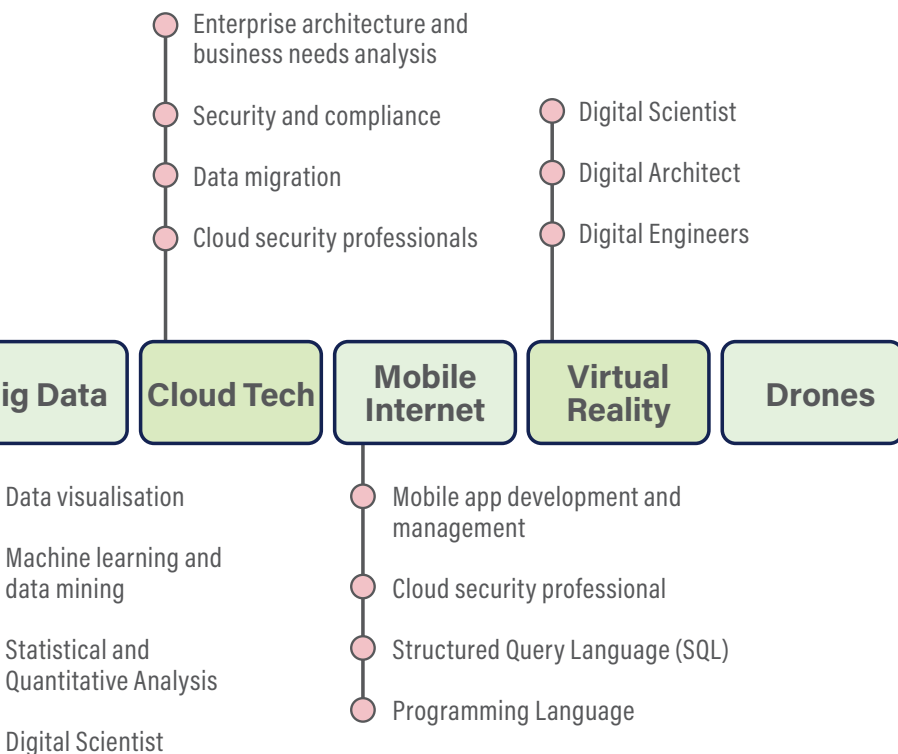 Enterprise architecture and
business needs analysis
Security and compliance
Data migration
Cloud security professionals
Digital Scientist
Digital Architect
Digital Engineers
ig Data
Cloud Tech
Mobile
Internet
Virtual
Reality
Drones
Data visualisation
Machine learning and
data mining
Statistical and
Quantitative Analysis
Digital Scientist
Mobile app development and
management
Cloud security professional
Structured Query Language (SQL)
Programming Language